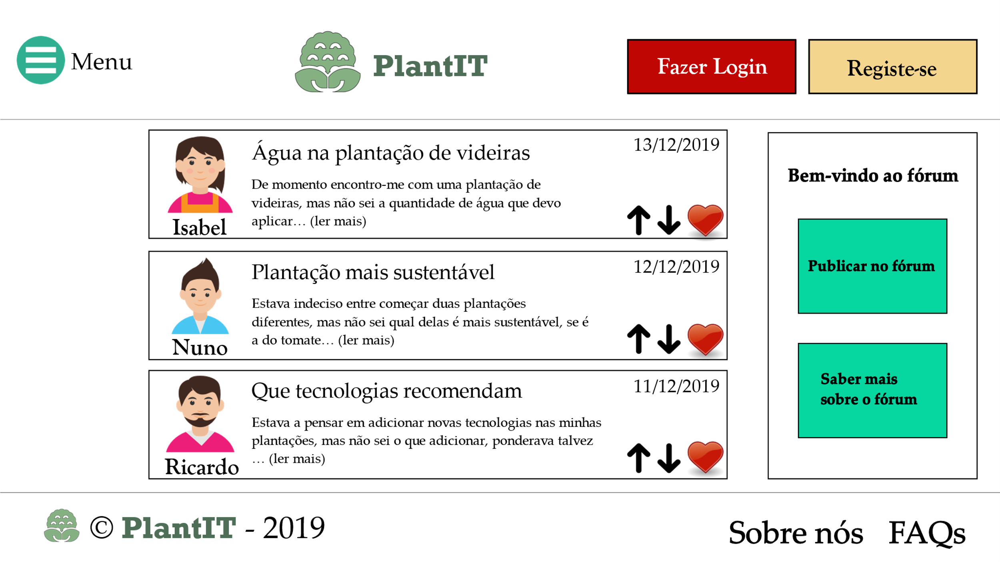 Menu
PlantIT
Fazer Login
Registe-se
Água na plantação de videiras
13/12/2019
De momento encontro-me com uma plantação de
videiras, mas não sei a quantidade de água que devo
aplicar… (ler mais)
Isabel
Plantação mais sustentável
12/12/2019
Estava indeciso entre começar duas plantações
diferentes, mas não sei qual delas é mais sustentável, se é
a do tomate… (ler mais)
Nuno
Que tecnologias recomendam
11/12/2019
Estava a pensar em adicionar novas tecnologias nas minhas
plantações, mas não sei o que adicionar, ponderava talvez
… (ler mais)
Ricardo
Bem-vindo ao fórum
Publicar no fórum
Saber mais
sobre o fórum
© PlantIT - 2019
Sobre nós
FAQs